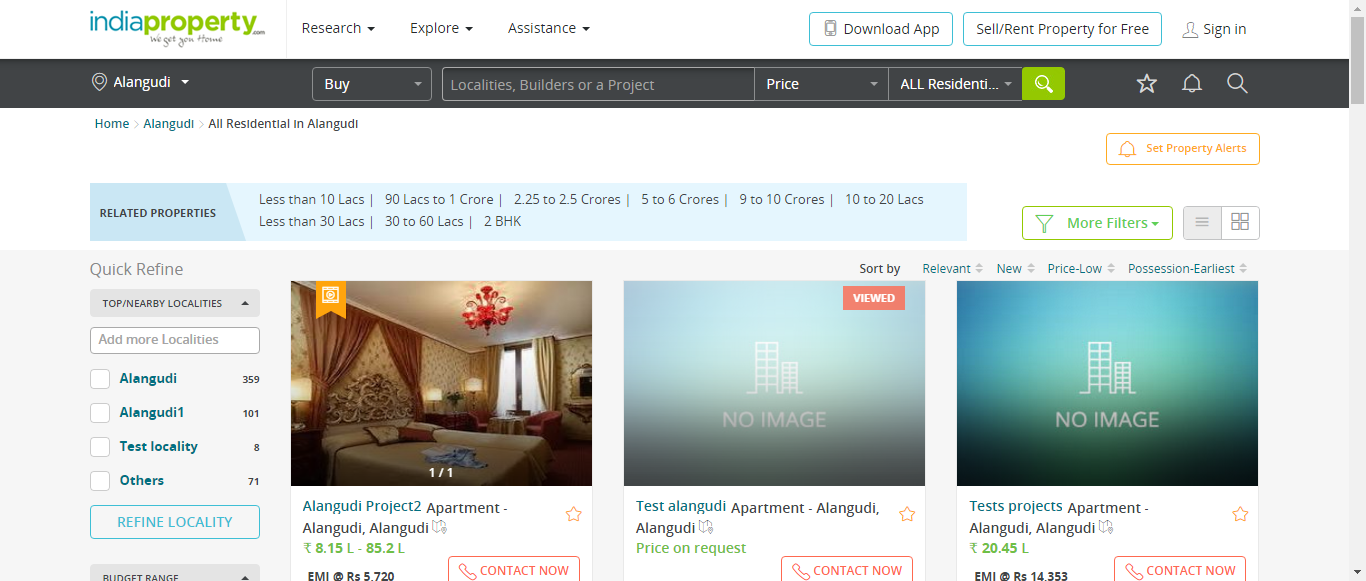 indiaproperty.com
We get you Home
Research
Explore
Assistance
Download App
Sell/Rent Property for Free
Sign in
Alangudi
Buy
Localities, Builders or a Project
Price
ALL Residenti...
Home > Alangudi > All Residential in Alangudi
Set Property Alerts
RELATED PROPERTIES
Less than 10 Lacs | 90 Lacs to 1 Crore | 2.25 to 2.5 Crores | 5 to 6 Crores | 9 to 10 Crores | 10 to 20 Lacs
Less than 30 Lacs | 30 to 60 Lacs | 2 BHK
More Filters
Quick Refine
Sort by Relevant New Price-Low Possession-Earliest
TOP/NEARBY LOCALITIES
Add more Localities
Alangudi 359
Alangudi1 101
Test locality 8
Others 71
REFINE LOCALITY
BUDGET RANGE
1 / 1
Alangudi Project2 Apartment -
Alangudi, Alangudi
₹ 8.15 L - 85.2 L
EMI @ Rs 5,720
CONTACT NOW
VIEWED
NO IMAGE
Test alangudi Apartment - Alangudi,
Alangudi
Price on request
CONTACT NOW
NO IMAGE
Tests projects Apartment -
Alangudi, Alangudi
₹ 20.45 L
EMI @ Rs 14,353
CONTACT NOW